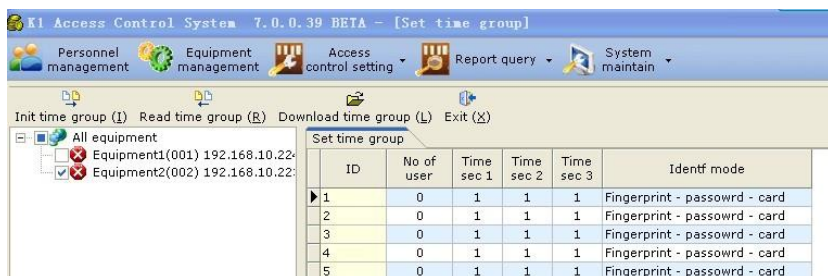 K1 Access Control System 7.0.0.39 BETA - [Set time group]
Personnel management Equipment management Access control setting Report query System maintain
Init time group (I) Read time group (R) Download time group (L) Exit (X)
All equipment
Equipment1(001) 192.168.10.22
Equipment2(002) 192.168.10.22
Set time group
ID No of user Time sec 1 Time sec 2 Time sec 3 Identf mode
1 0 1 1 1 Fingerprint - passowrd - card
2 0 1 1 1 Fingerprint - passowrd - card
3 0 1 1 1 Fingerprint - passowrd - card
4 0 1 1 1 Fingerprint - passowrd - card
5 0 1 1 1 Fingerprint - passowrd - card